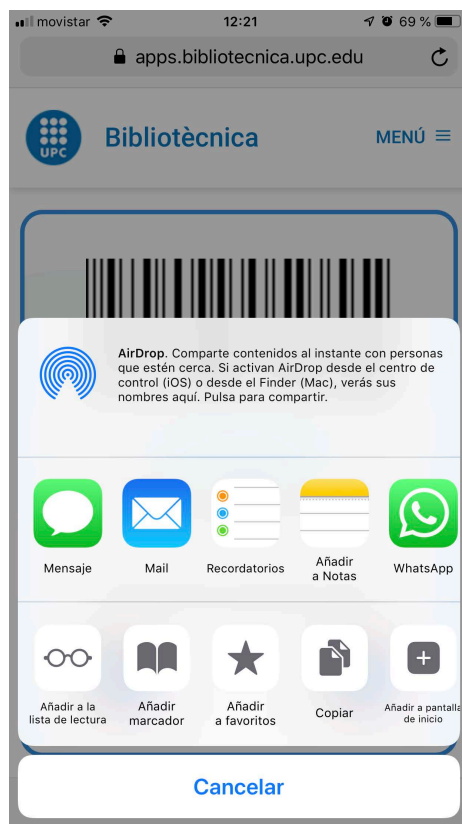 movistar 12:21 69 %
apps.bibliotecnica.upc.edu
UPC
Bibliotècnica
MENÚ
AirDrop. Comparte contenidos al instante con personas
que estén cerca. Si activan AirDrop desde el centro de
control (iOS) o desde el Finder (Mac), verás sus
nombres aquí. Pulsa para compartir.
Mensaje
Mail
Recordatorios
Añadir
a Notas
WhatsApp
Añadir a la
lista de lectura
Añadir
marcador
Añadir
a favoritos
Copiar
Añadir a pantalla
de inicio
Cancelar